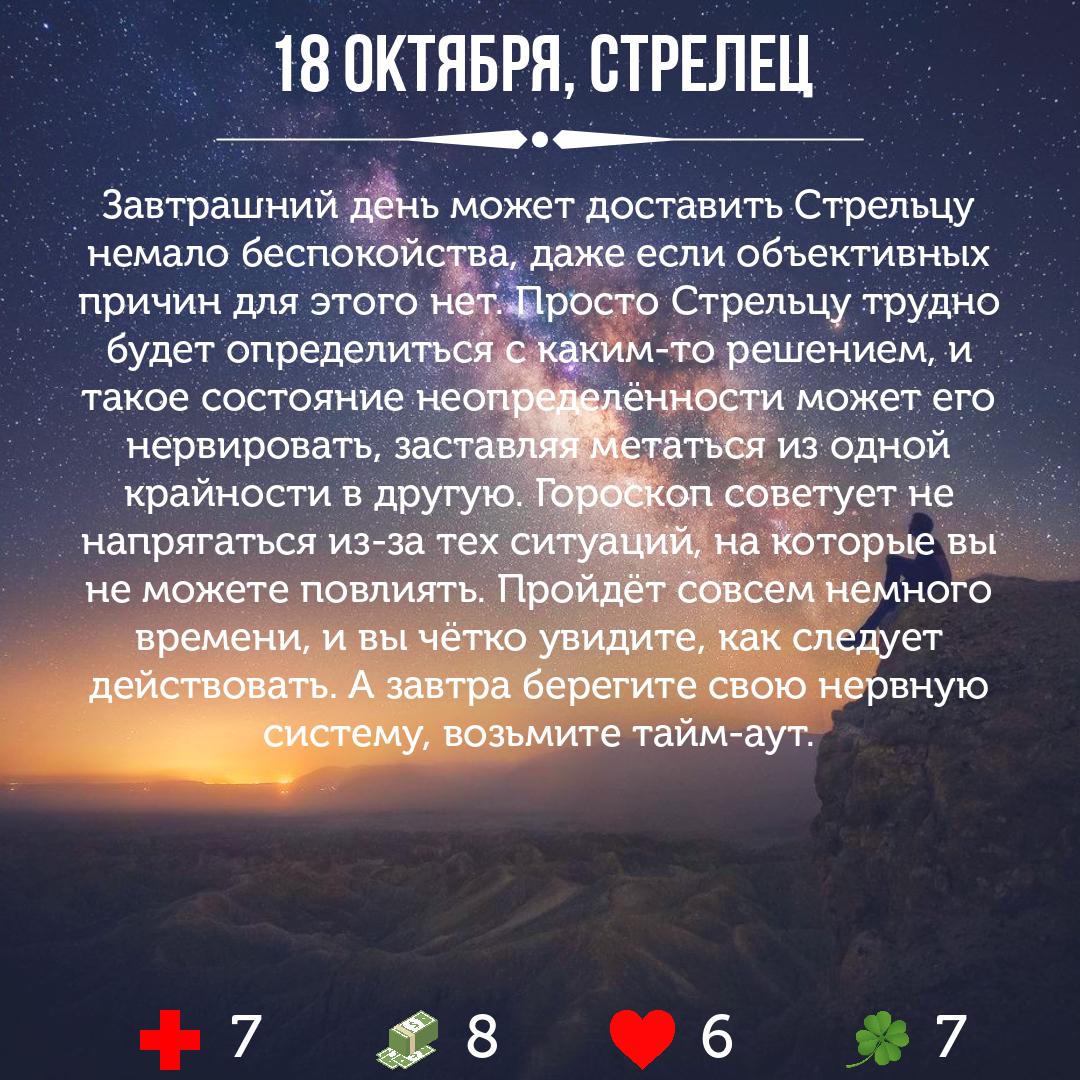 18 ОКТЯБРЯ, СТРЕЛЕЦ
Завтрашний день может доставить Стрельцу
немало беспокойства, даже если объективных
причин для этого нет. Просто Стрельцу трудно
будет определиться с каким-то решением, и
такое состояние неопределённости может его
нервировать, заставляя метаться из одной
крайности в другую. Гороскоп советует не
напрягаться из-за тех ситуаций, на которые вы
не можете повлиять. Пройдёт совсем немного
времени, и вы чётко увидите, как следует
действовать. А завтра берегите свою нервную
систему, возьмите тайм-аут.
7 8 6 7